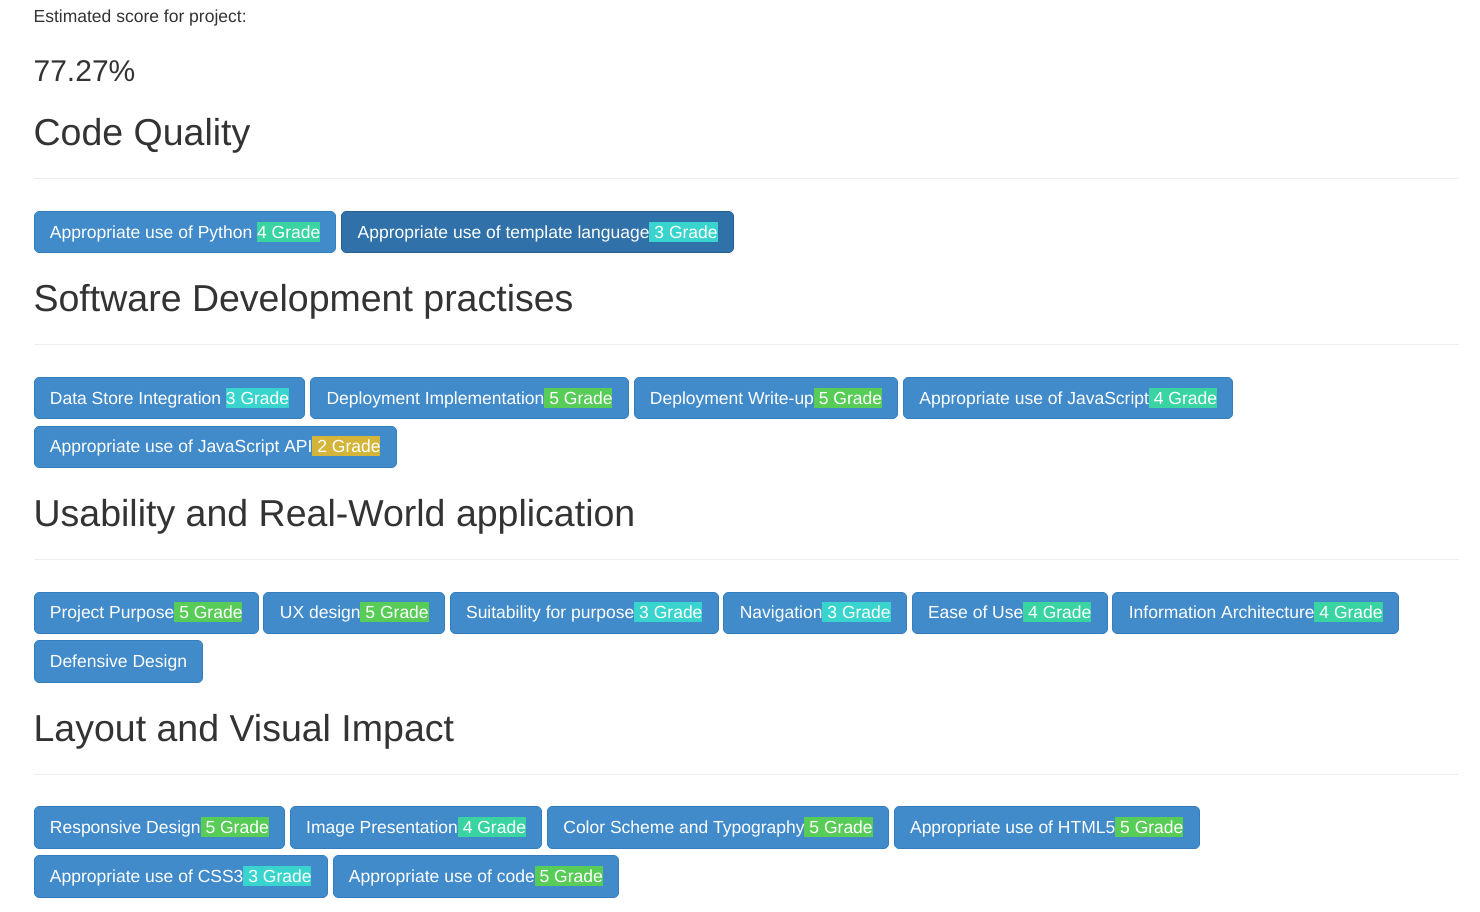 Estimated score for project:
77.27%
Code Quality
Appropriate use of Python 4 Grade Appropriate use of template language 3 Grade
Software Development practises
Data Store Integration 3 Grade Deployment Implementation 5 Grade Deployment Write-up 5 Grade Appropriate use of JavaScript 4 Grade
Appropriate use of JavaScript API 2 Grade
Usability and Real-World application
Project Purpose 5 Grade UX design 5 Grade Suitability for purpose 3 Grade Navigation 3 Grade Ease of Use 4 Grade Information Architecture 4 Grade
Defensive Design
Layout and Visual Impact
Responsive Design 5 Grade Image Presentation 4 Grade Color Scheme and Typography 5 Grade Appropriate use of HTML5 5 Grade
Appropriate use of CSS3 3 Grade Appropriate use of code 5 Grade